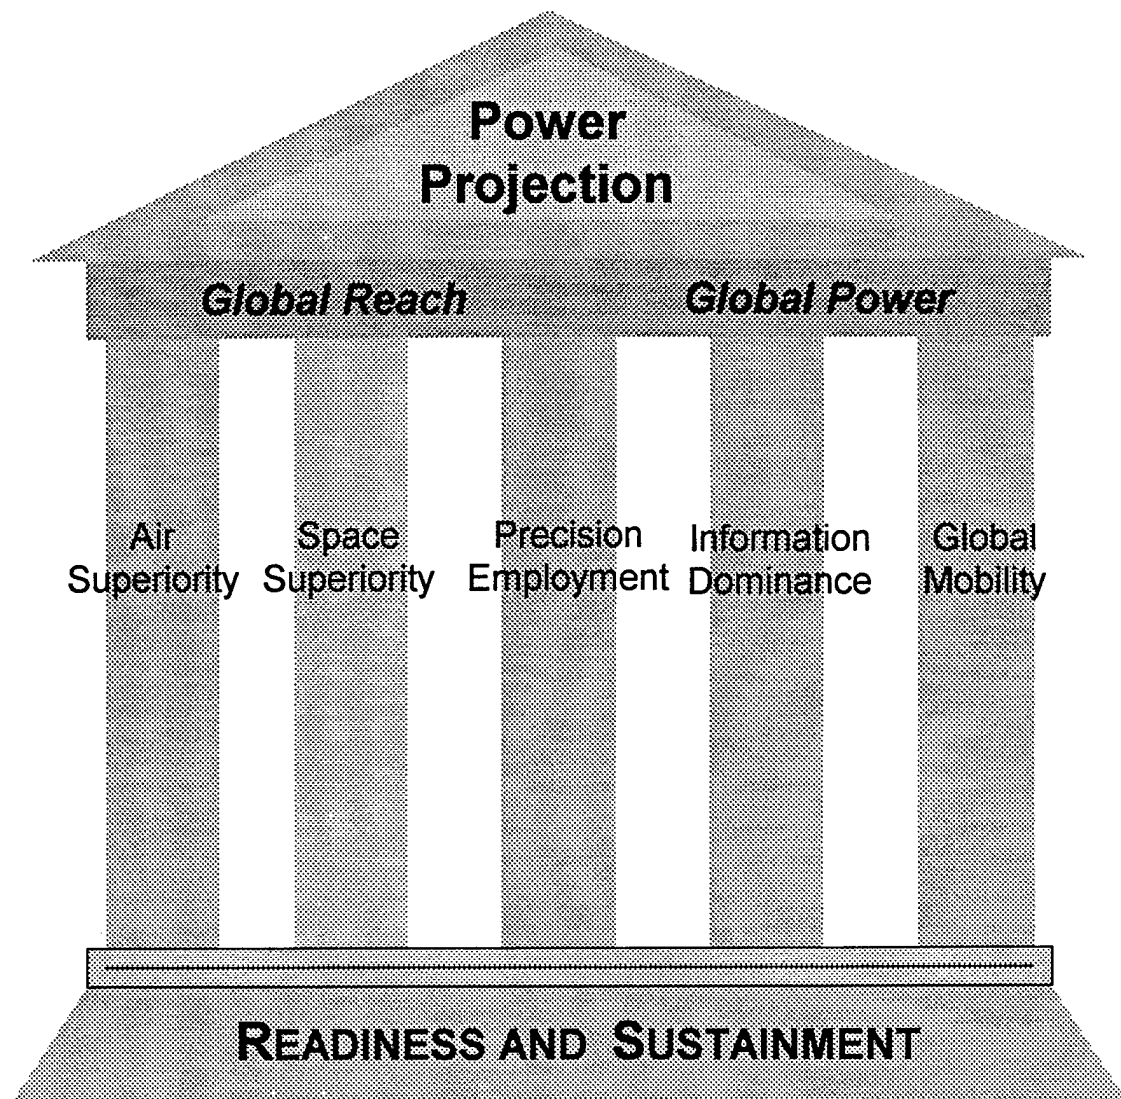 Power
Projection
Global Reach
Global Power
Air
Superiority
Space
Superiority
Precision
Employment
Information
Dominance
Global
Mobility
READINESS AND SUSTAINMENT